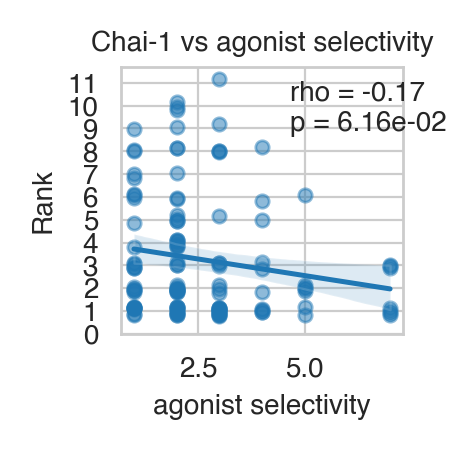 Chai-1 vs agonist selectivity
rho = -0.17
p = 6.16e-02
Rank
11
10
9
8
7
6
5
4
3
2
1
0
2.5 5.0
agonist selectivity